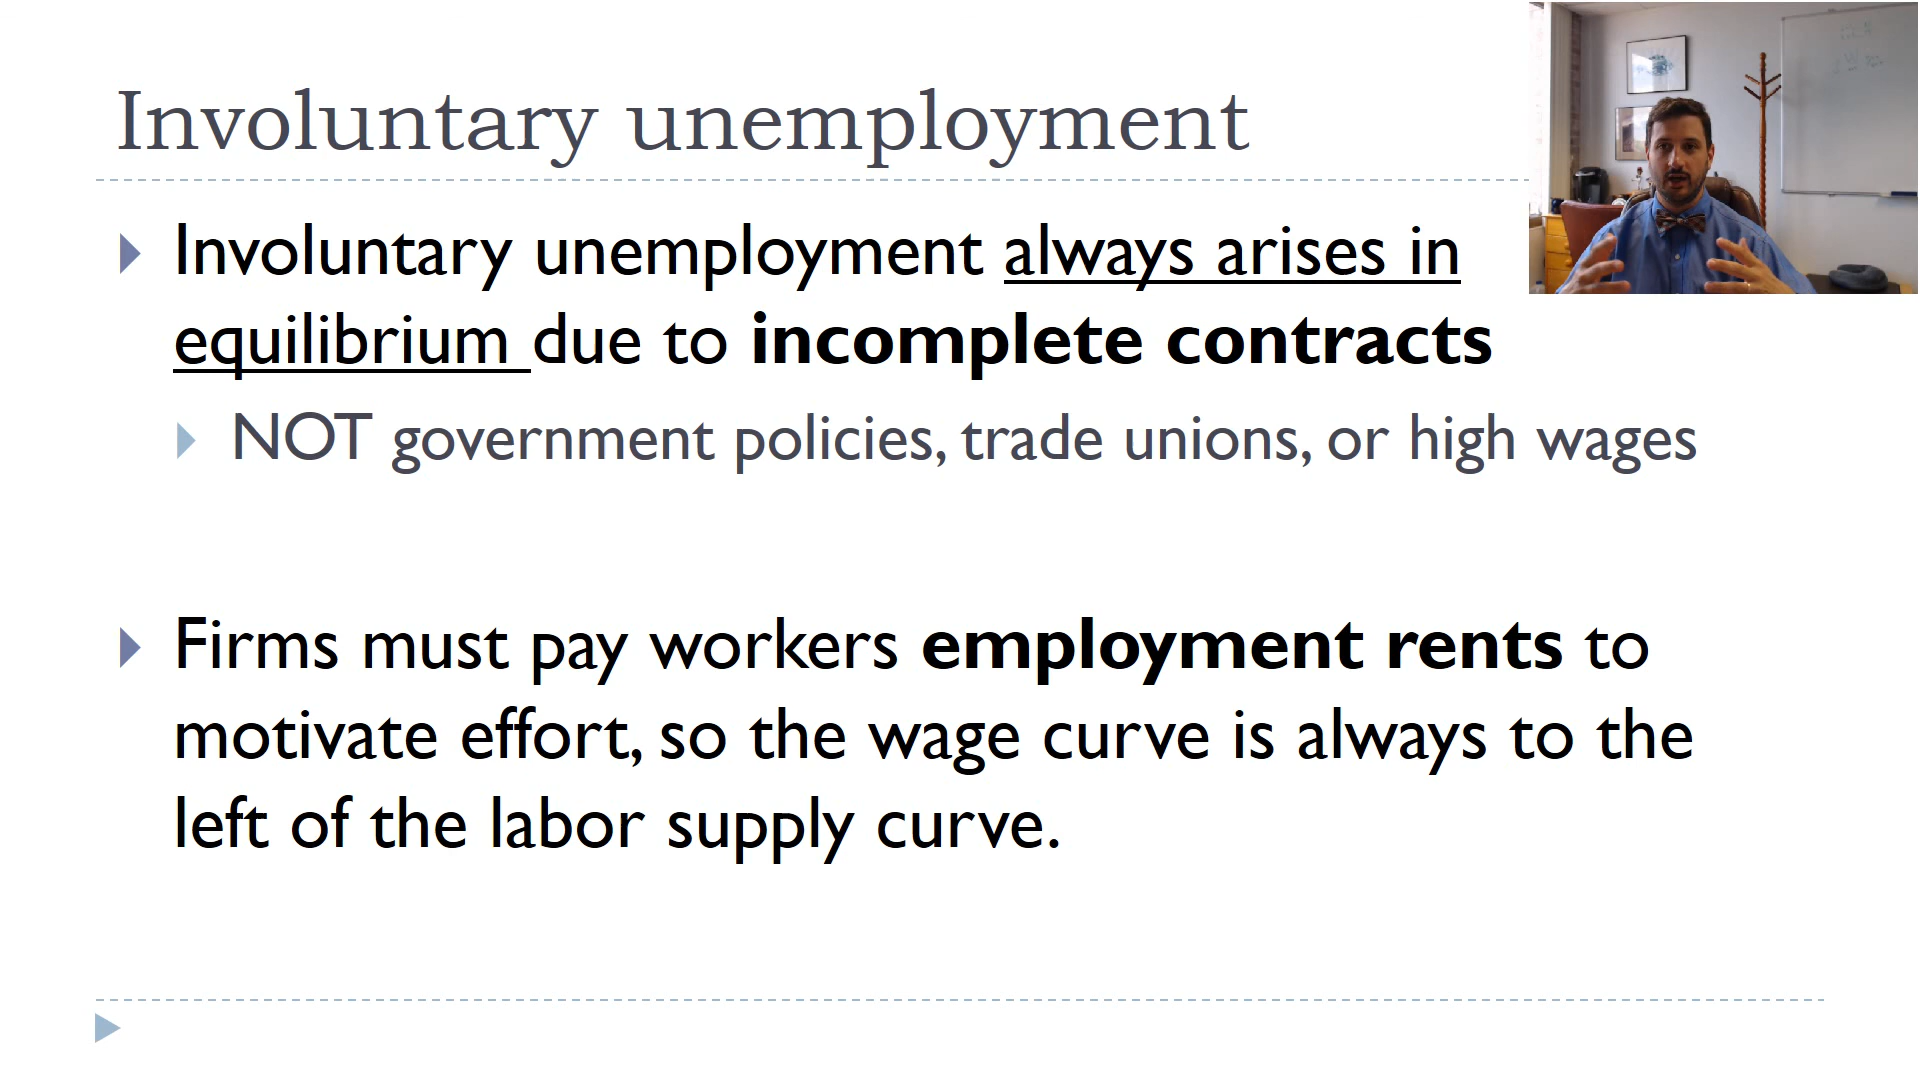 Involuntary unemployment
Involuntary unemployment always arises in
equilibrium due to incomplete contracts
NOT government policies, trade unions, or high wages
Firms must pay workers employment rents to
motivate effort, so the wage curve is always to the
left of the labor supply curve.